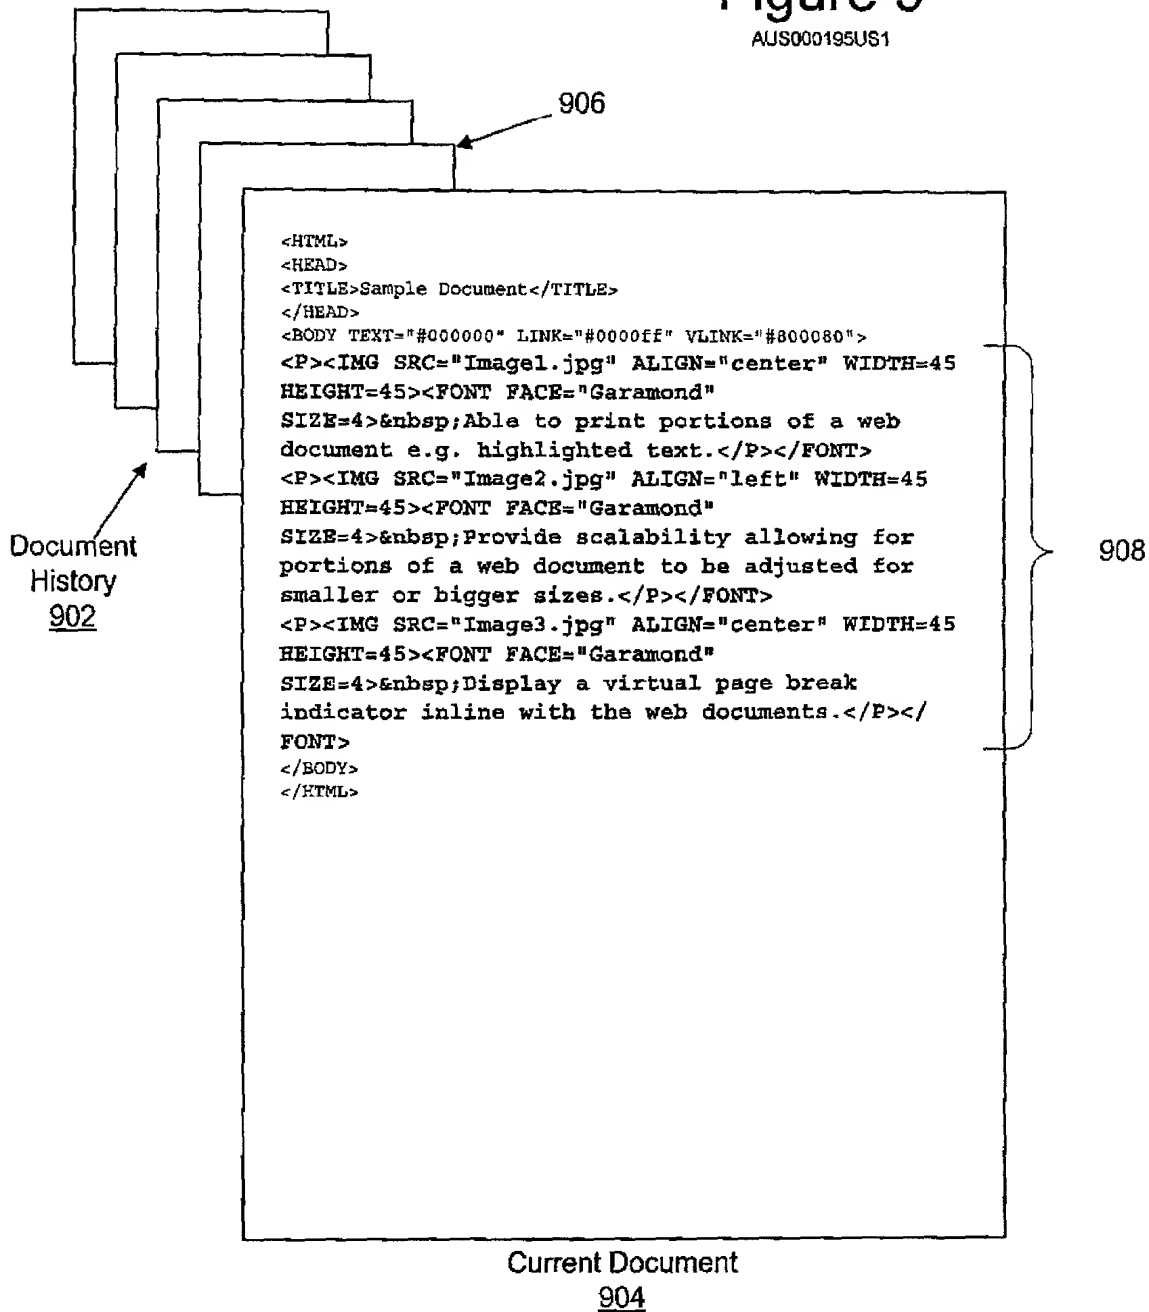 Figure 9
AUS000195US1
906
<HTML>
<HEAD>
<TITLE>Sample Document</TITLE>
</HEAD>
<BODY TEXT="#000000" LINK="#0000ff" VLINK="#800080">
<P><IMG SRC="Image1.jpg" ALIGN="center" WIDTH=45
HEIGHT=45><FONT FACE="Garamond"
SIZE=4>&nbsp;Able to print portions of a web
document e.g. highlighted text.</P></FONT>
<P><IMG SRC="Image2.jpg" ALIGN="left" WIDTH=45
HEIGHT=45><FONT FACE="Garamond"
SIZE=4>&nbsp;Provide scalability allowing for
portions of a web document to be adjusted for
smaller or bigger sizes.</P></FONT>
<P><IMG SRC="Image3.jpg" ALIGN="center" WIDTH=45
HEIGHT=45><FONT FACE="Garamond"
SIZE=4>&nbsp;Display a virtual page break
indicator inline with the web documents.</P></
FONT>
</BODY>
</HTML>
908
Document
History
902
Current Document
904